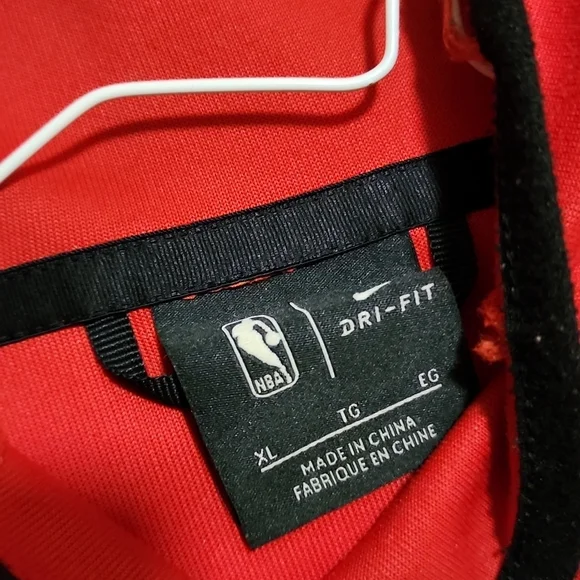 NBA
DRI-FIT
XL TG EG
MADE IN CHINA
FABRIQUE EN CHINE